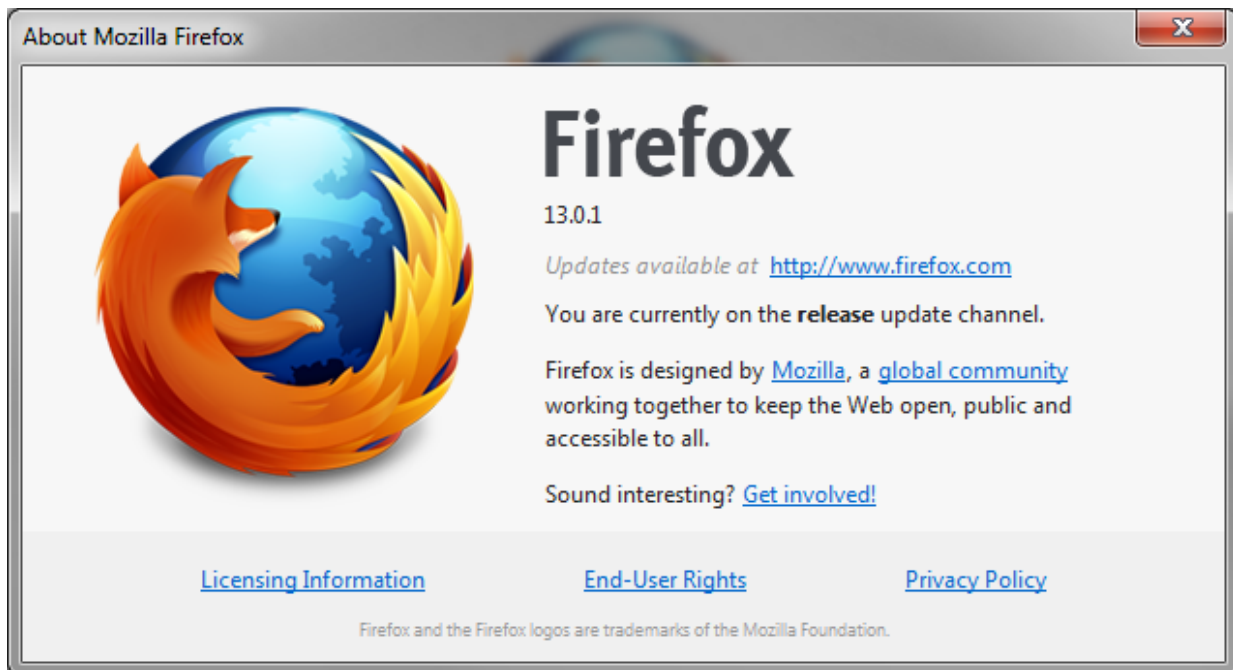 About Mozilla Firefox
Firefox
13.0.1
Updates available at http://www.firefox.com
You are currently on the release update channel.
Firefox is designed by Mozilla, a global community
working together to keep the Web open, public and
accessible to all.
Sound interesting? Get involved!
Licensing Information End-User Rights Privacy Policy
Firefox and the Firefox logos are trademarks of the Mozilla Foundation.